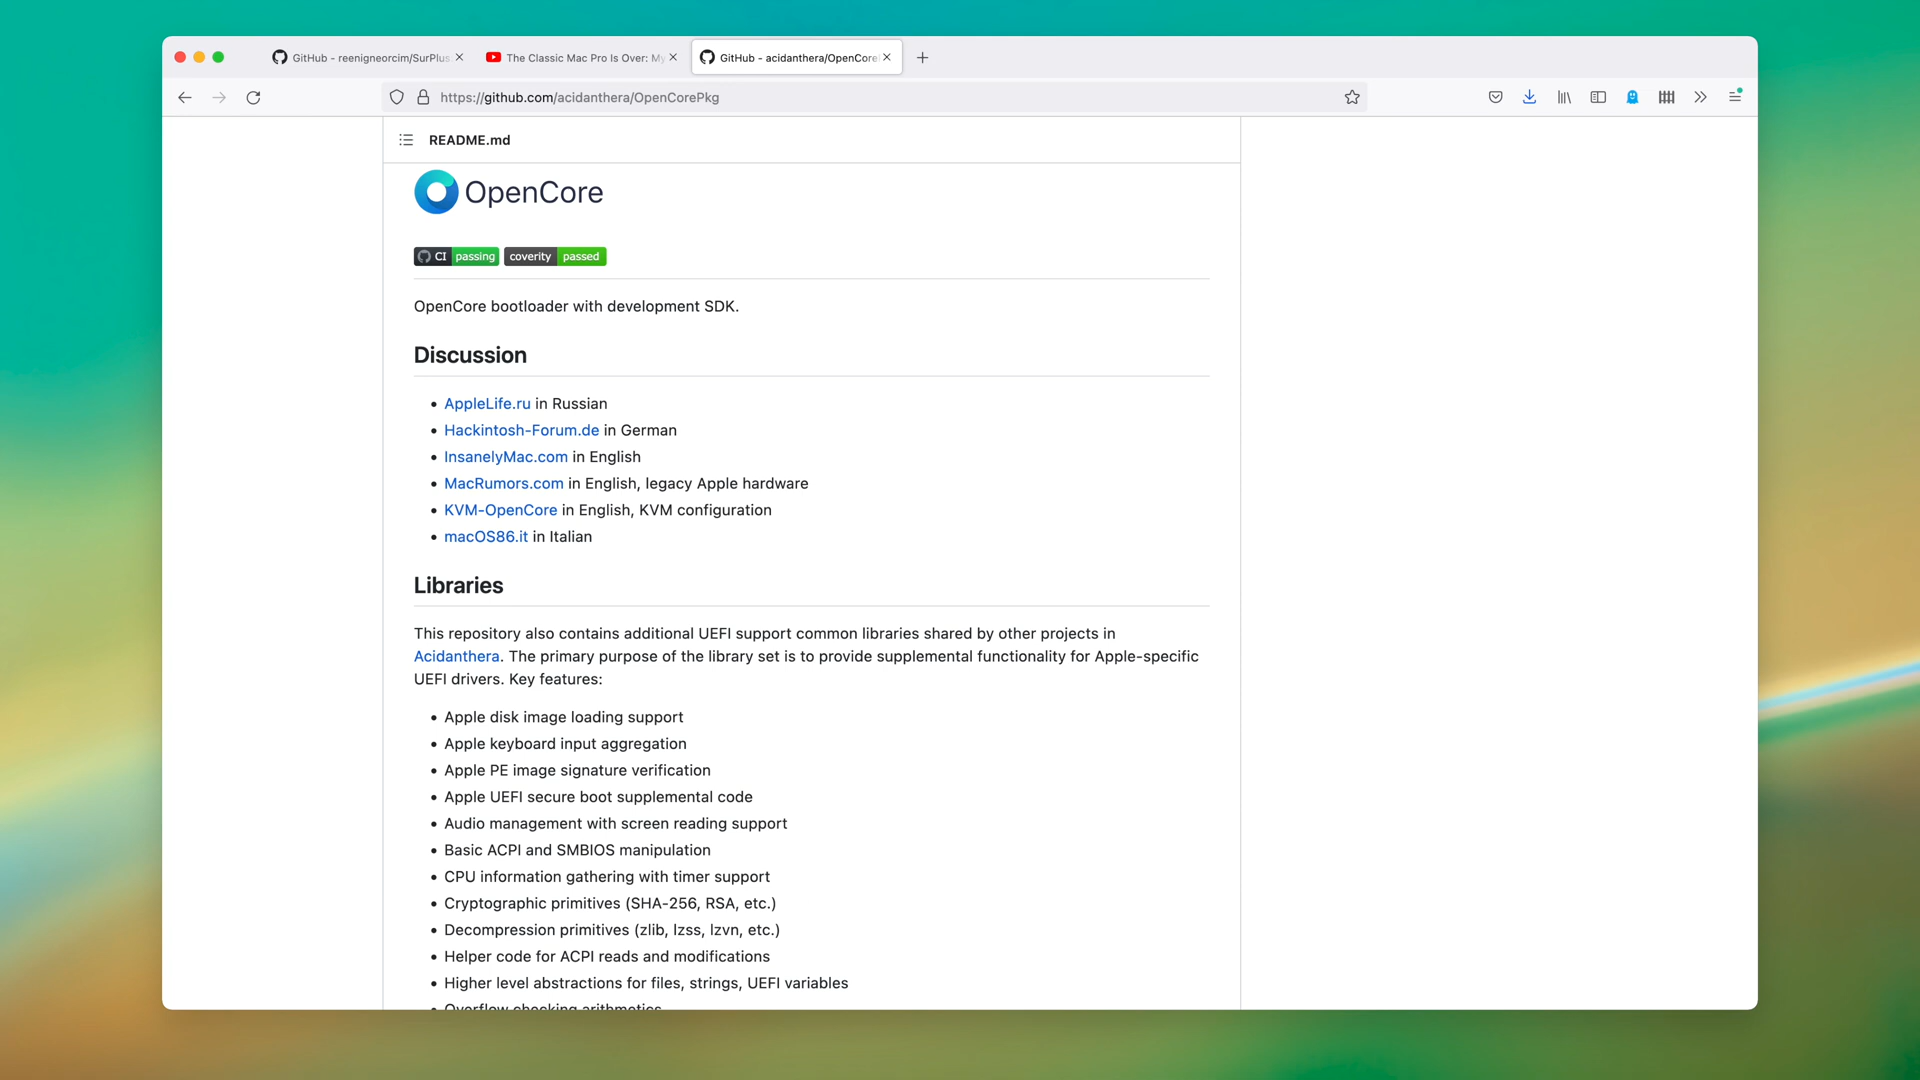 GitHub - reenigneorcim/SurPlus
The Classic Mac Pro Is Over: My
GitHub - acidanthera/OpenCore
https://github.com/acidanthera/OpenCorePkg
README.md
OpenCore
CI passing coverity passed
OpenCore bootloader with development SDK.
Discussion
• AppleLife.ru in Russian
• Hackintosh-Forum.de in German
• InsanelyMac.com in English
• MacRumors.com in English, legacy Apple hardware
• KVM-OpenCore in English, KVM configuration
• macOS86.it in Italian
Libraries
This repository also contains additional UEFI support common libraries shared by other projects in
Acidanthera. The primary purpose of the library set is to provide supplemental functionality for Apple-specific
UEFI drivers. Key features:
• Apple disk image loading support
• Apple keyboard input aggregation
• Apple PE image signature verification
• Apple UEFI secure boot supplemental code
• Audio management with screen reading support
• Basic ACPI and SMBIOS manipulation
• CPU information gathering with timer support
• Cryptographic primitives (SHA-256, RSA, etc.)
• Decompression primitives (zlib, lzss, lzvn, etc.)
• Helper code for ACPI reads and modifications
• Higher level abstractions for files, strings, UEFI variables
• Overflow checking arithmetics